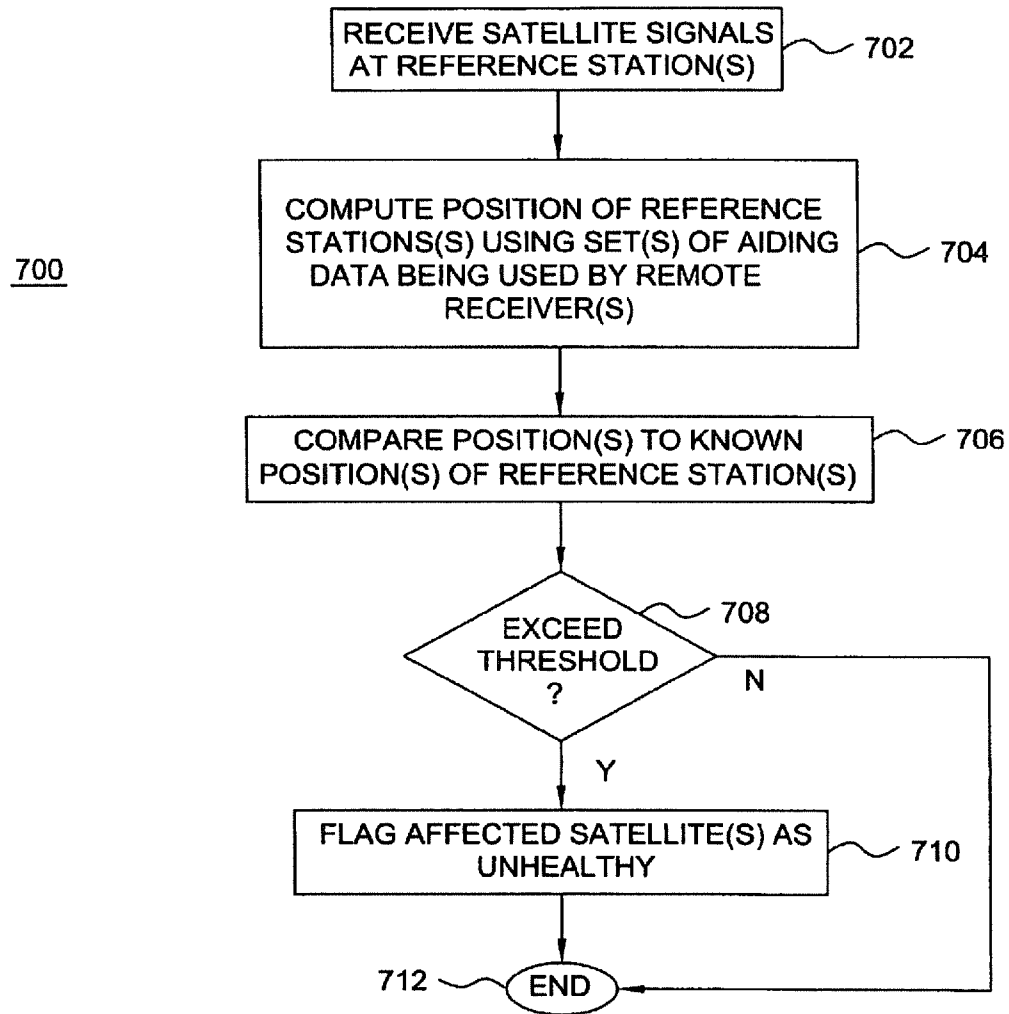 RECEIVE SATELLITE SIGNALS
AT REFERENCE STATION(S)
702
700
COMPUTE POSITION OF REFERENCE
STATIONS(S) USING SET(S) OF AIDING
DATA BEING USED BY REMOTE
RECEIVER(S)
704
COMPARE POSITION(S) TO KNOWN
POSITION(S) OF REFERENCE STATION(S)
706
EXCEED
THRESHOLD
?
708
N
Y
FLAG AFFECTED SATELLITE(S) AS
UNHEALTHY
710
712
END